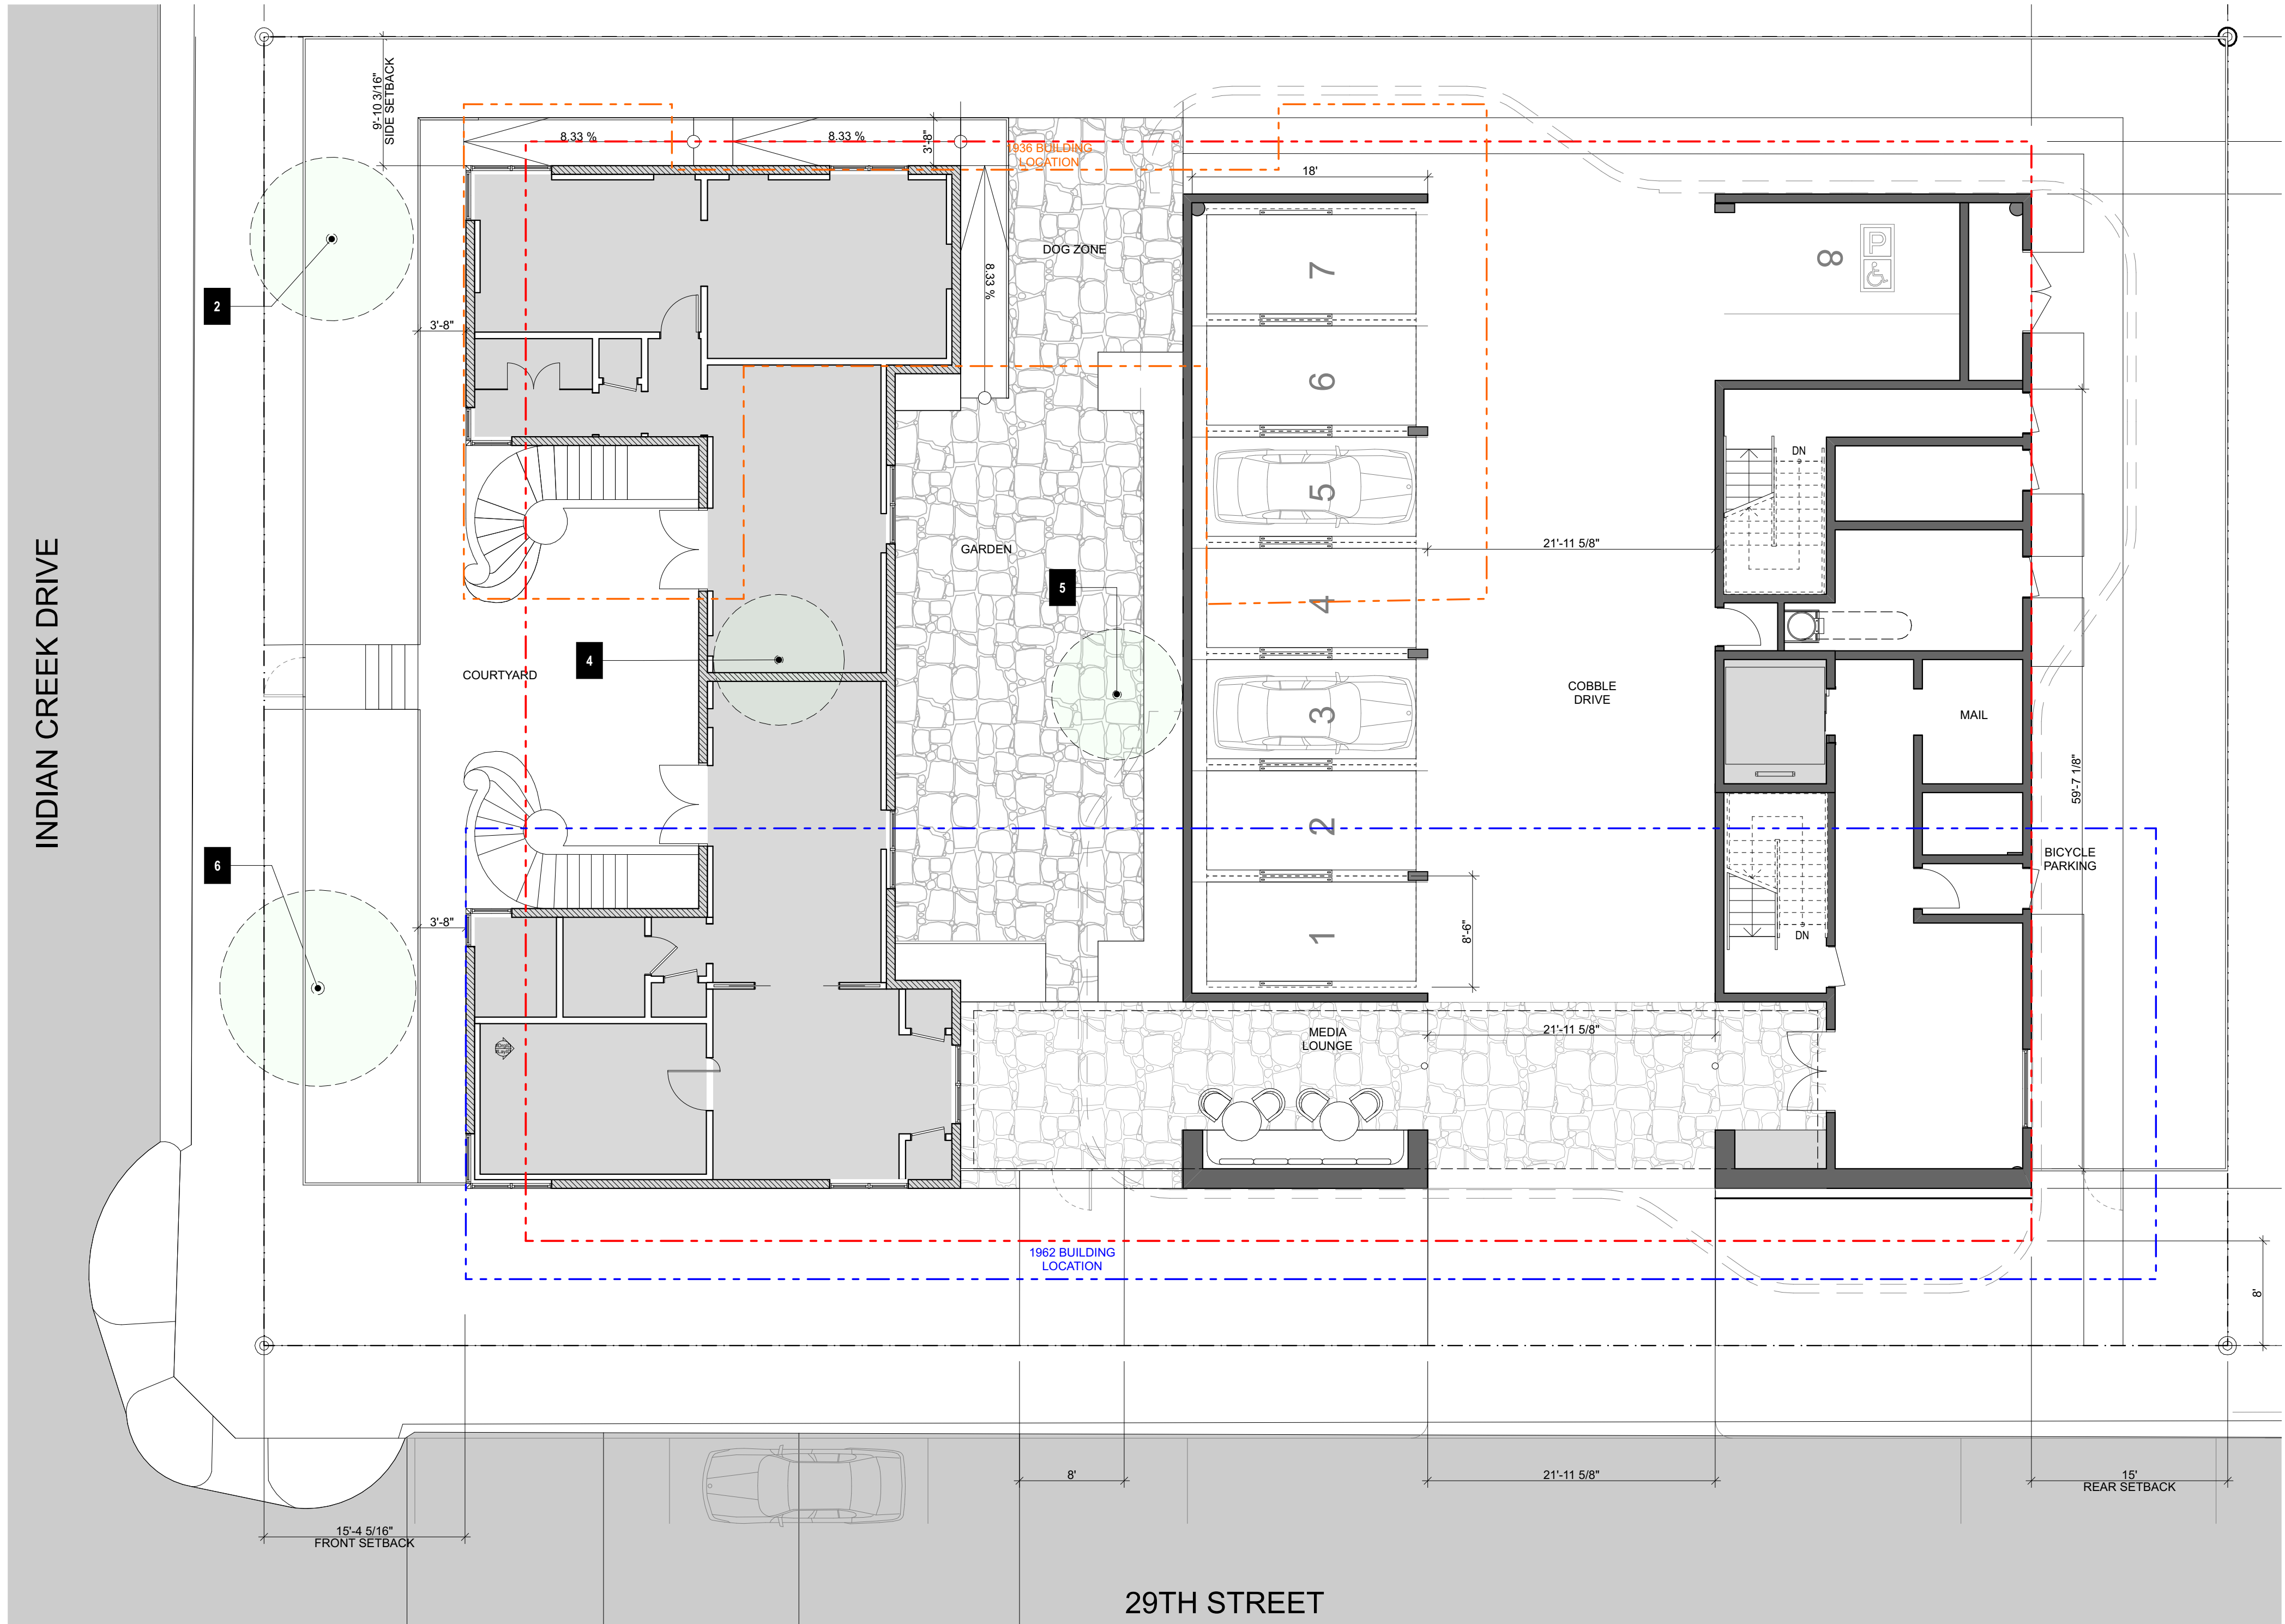 9'-10 3/16"
SIDE SETBACK
8.33 %
8.33 %
3'-8"
1936 BUILDING
LOCATION
18'
DOG ZONE
8.33 %
7
8
P
2
3'-8"
6
DN
5
INDIAN CREEK DRIVE
GARDEN
21'-11 5/8"
5
4
4
COURTYARD
COBBLE
DRIVE
MAIL
3
59'-7 1/8"
2
6
BICYCLE
PARKING
3'-8"
1
8'-6"
DN
MEDIA
LOUNGE
21'-11 5/8"
1962 BUILDING
LOCATION
8'
8'
21'-11 5/8"
15'
REAR SETBACK
15'-4 5/16"
FRONT SETBACK
29TH STREET